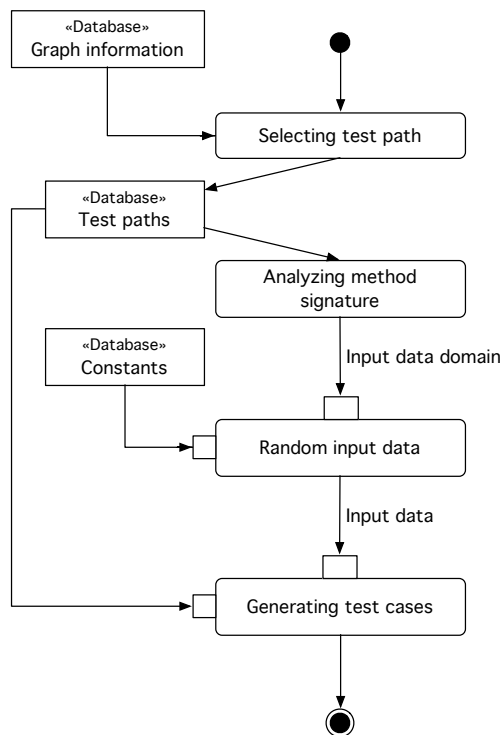 «Database»
Graph information
Selecting test path
«Database»
Test paths
Analyzing method
signature
«Database»
Constants
Input data domain
Random input data
Input data
Generating test cases